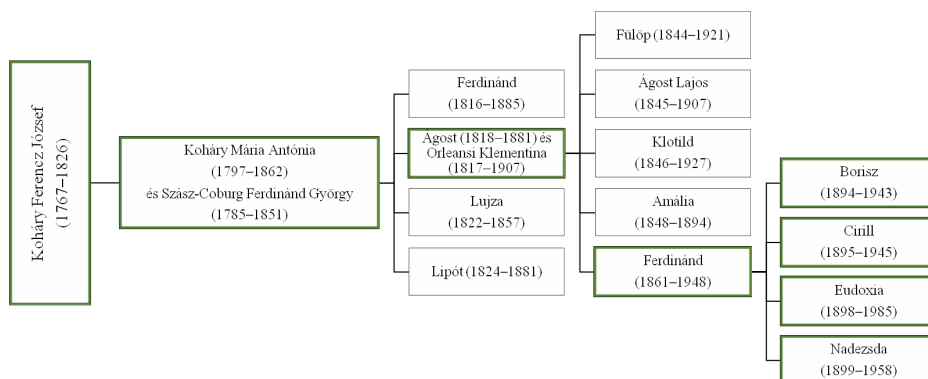 Koháry Ferencz József
(1767–1826)
Koháry Mária Antónia
(1797–1862)
és Szász-Coburg Ferdinánd György
(1785–1851)
Ferdinánd
(1816–1885)
Ágost (1818–1881) és
Orleansi Klementina
(1817–1907)
Lujza
(1822–1857)
Lipót (1824–1881)
Fülöp (1844–1921)
Ágost Lajos
(1845–1907)
Klotild
(1846–1927)
Amália
(1848–1894)
Ferdinánd
(1861–1948)
Borisz
(1894–1943)
Cirill
(1895–1945)
Eudoxia
(1898–1985)
Nadezsda
(1899–1958)